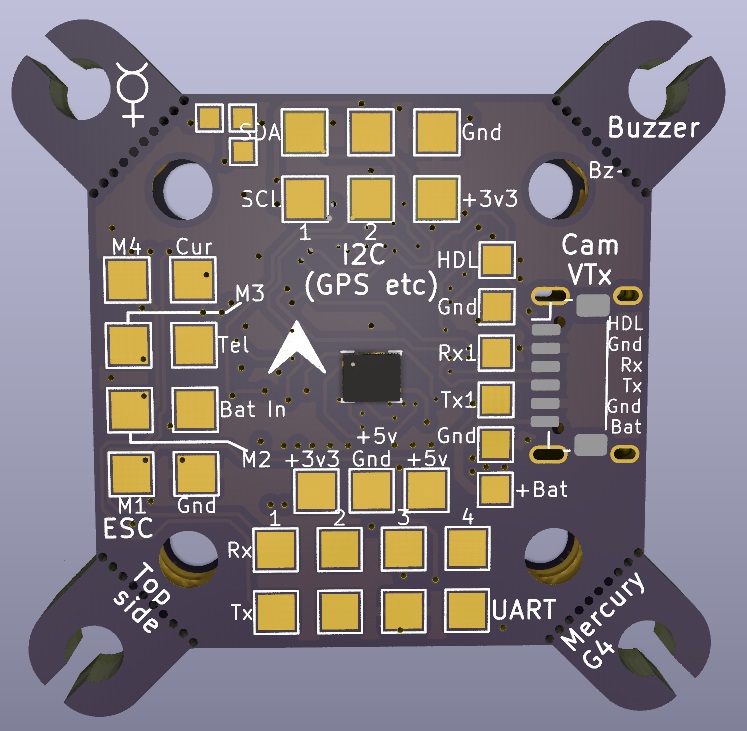 Buzzer
Bz-
SDA
Gnd
SCL
+3v3
1
2
I2C
(GPS etc)
M4
Cur
M3
Tel
Bat In
M2
M1
Gnd
ESC
HDL
Gnd
Rx1
Tx1
Gnd
+Bat
Cam
VTx
HDL
Gnd
Rx
Tx
Gnd
Bat
+5v
+3v3
Gnd
+5v
1
2
3
4
Rx
Tx
UART
Top
side
Mercury
G4